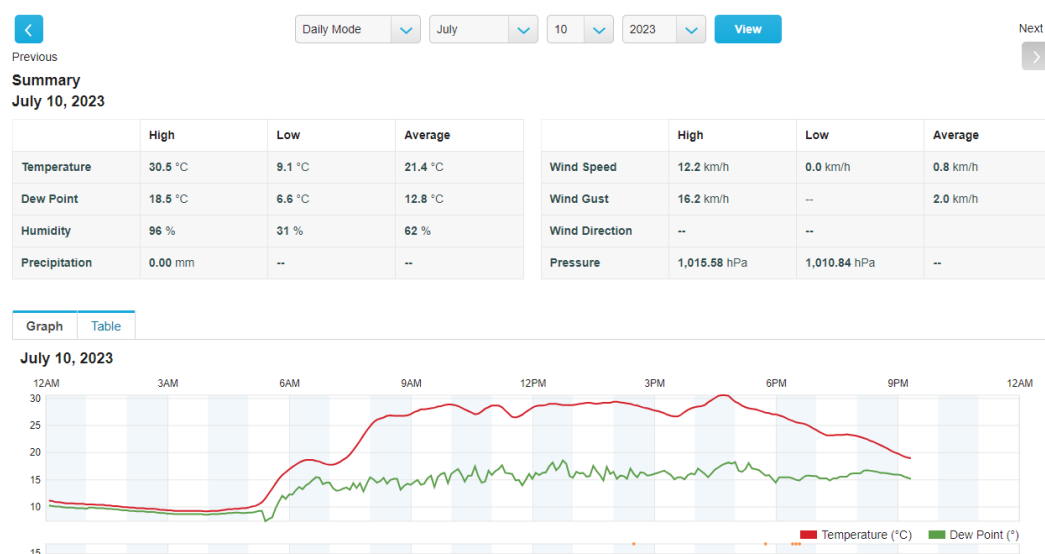 Daily Mode July 10 2023 View Next
Previous
Summary
July 10, 2023
High Low Average
Temperature 30.5 °C 9.1 °C 21.4 °C
Dew Point 18.5 °C 6.6 °C 12.8 °C
Humidity 96 % 31 % 62 %
Precipitation 0.00 mm -- --
High Low Average
Wind Speed 12.2 km/h 0.0 km/h 0.8 km/h
Wind Gust 16.2 km/h -- 2.0 km/h
Wind Direction -- --
Pressure 1,015.58 hPa 1,010.84 hPa --
Graph Table
July 10, 2023
12AM 3AM 6AM 9AM 12PM 3PM 6PM 9PM 12AM
30
25
20
15
10
Temperature (°C) Dew Point (°)
15